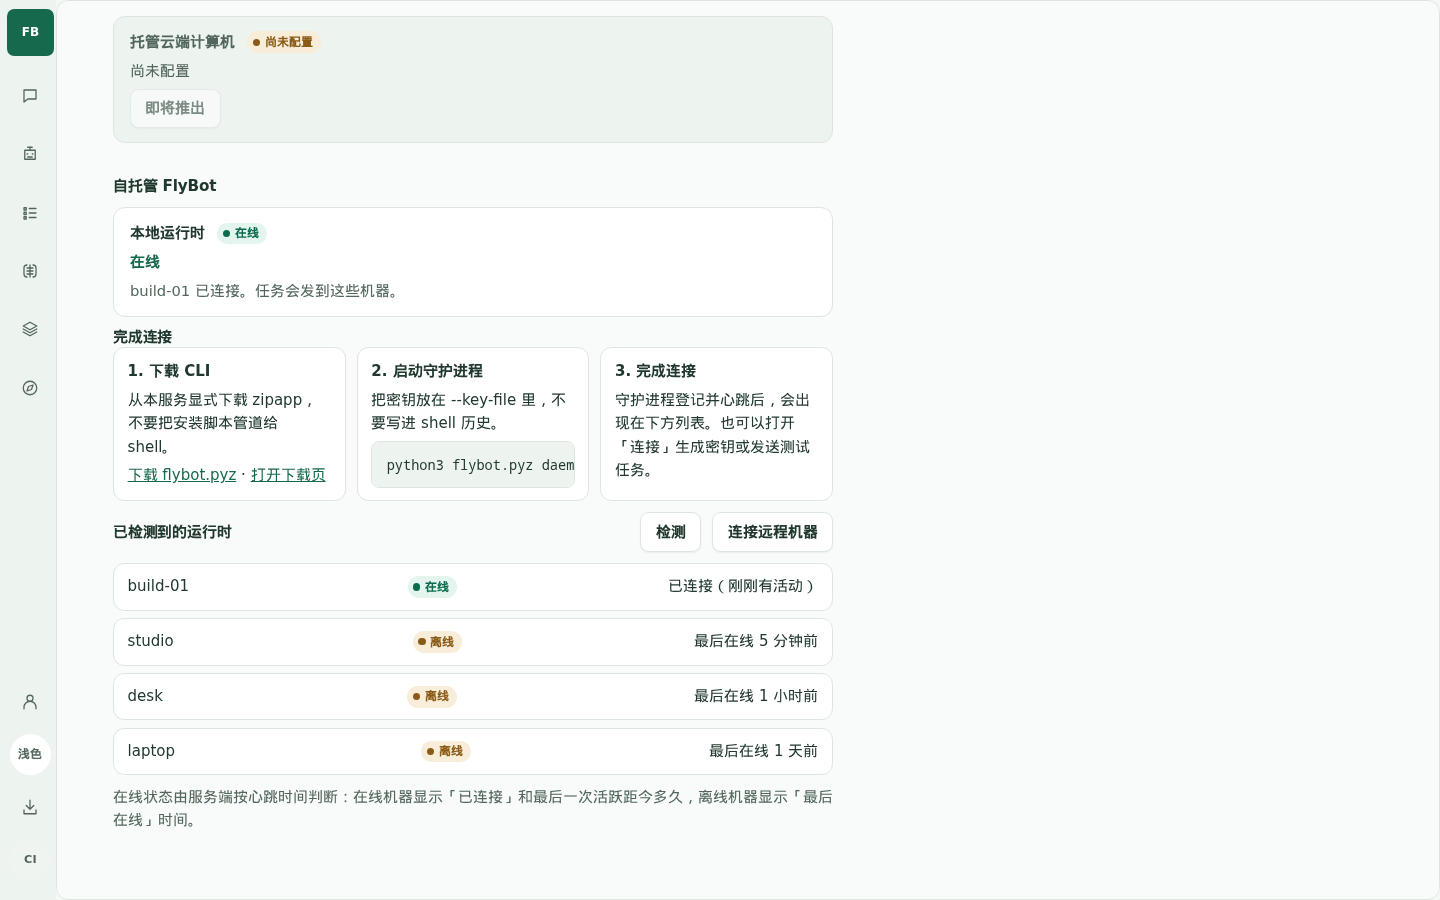 FB
托管云端计算机
尚未配置
尚未配置
即将推出
自托管 FlyBot
本地运行时
在线
在线
build-01 已连接。任务会发到这些机器。
完成连接
1. 下载 CLI
从本服务显式下载 zipapp，
不要把安装脚本管道给
shell。
下载 flybot.pyz · 打开下载页
2. 启动守护进程
把密钥放在 --key-file 里，不
要写进 shell 历史。
python3 flybot.pyz daem
3. 完成连接
守护进程登记并心跳后，会出
现在下方列表。也可以打开
「连接」生成密钥或发送测试
任务。
已检测到的运行时
检测
连接远程机器
build-01
在线
已连接（刚刚有活动）
studio
离线
最后在线 5 分钟前
desk
离线
最后在线 1 小时前
laptop
离线
最后在线 1 天前
在线状态由服务端按心跳时间判断：在线机器显示「已连接」和最后一次活跃距今多久，离线机器显示「最后
在线」时间。
浅色
CI